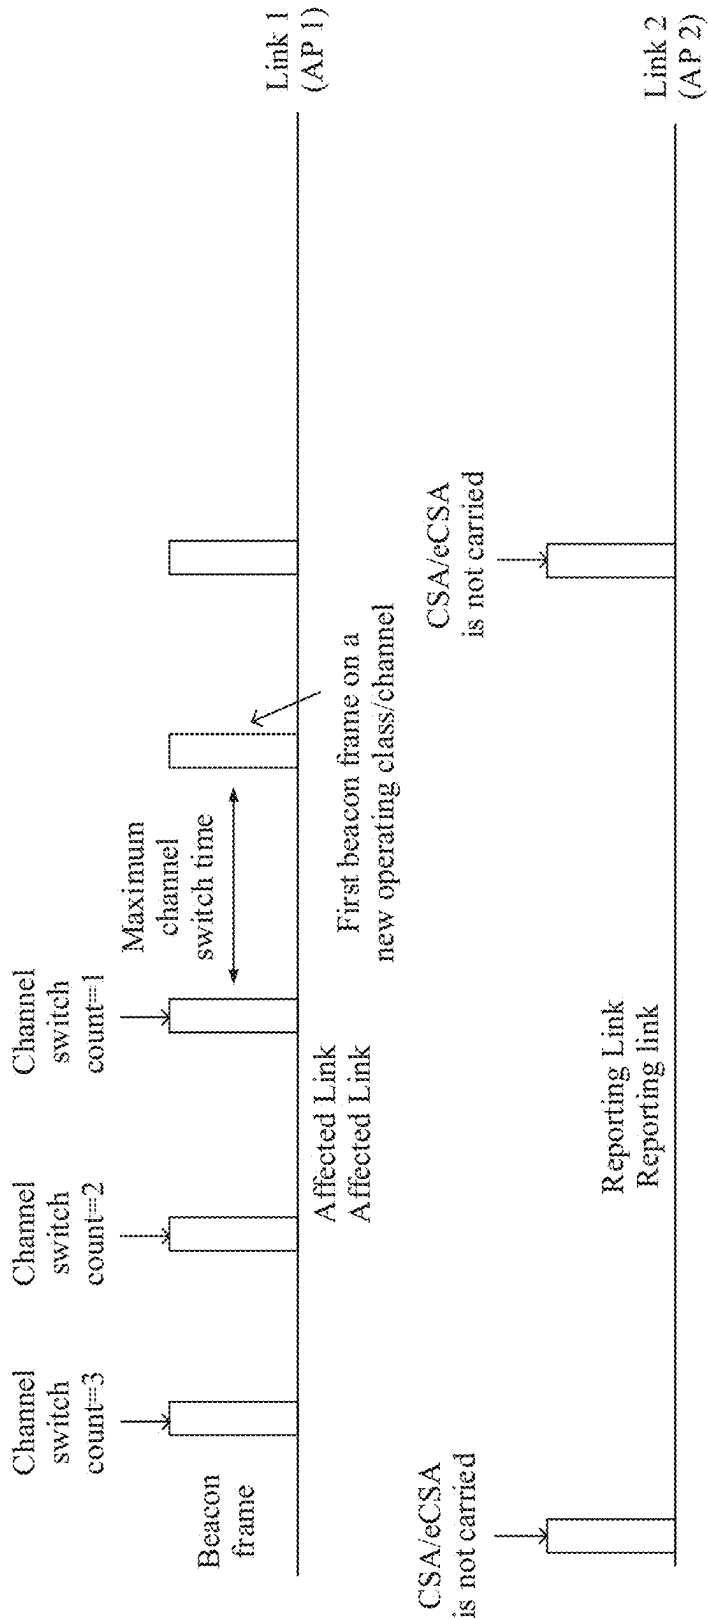 Channel
switch
count=3
Channel
switch
count=2
Channel
switch
count=1
Maximum
channel
switch time
Beacon
frame
Link 1
(AP 1)
Affected Link
Affected Link
First beacon frame on a
new operating class/channel
CSA/eCSA
is not carried
CSA/eCSA
is not carried
Reporting Link
Reporting link
Link 2
(AP 2)